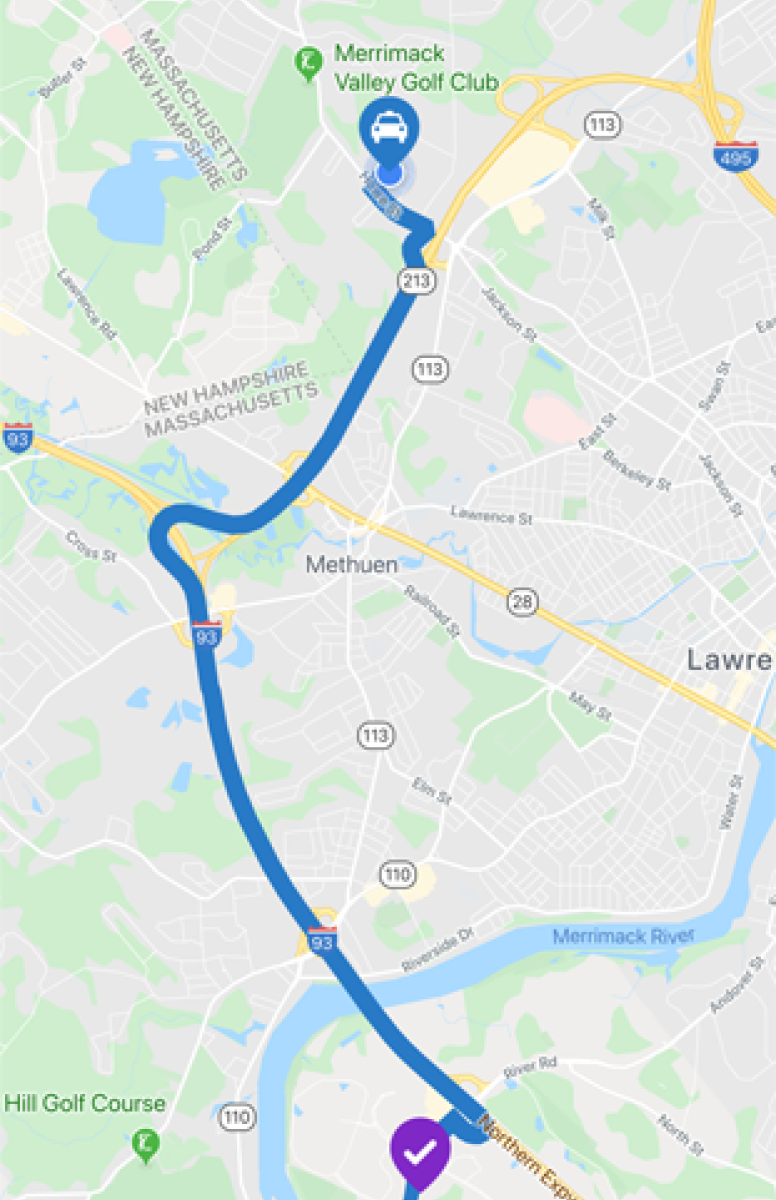 Merrimack
Valley Golf Club
MASSACHUSETTS
NEW HAMPSHIRE
Butler St
113
495
Pond St
Milk St
213
Lawrence Rd
Jackson St
113
NEW HAMPSHIRE
MASSACHUSETTS
Swan St
93
East St
Berkeley St
Jackson St
Lawrence St
Cross St
Methuen
28
Railroad St
93
Lawre
May St
113
Elm St
Water St
110
93
Riverside Dr
Merrimack River
Andover St
River Rd
Hill Golf Course
110
Northern Expr
North St